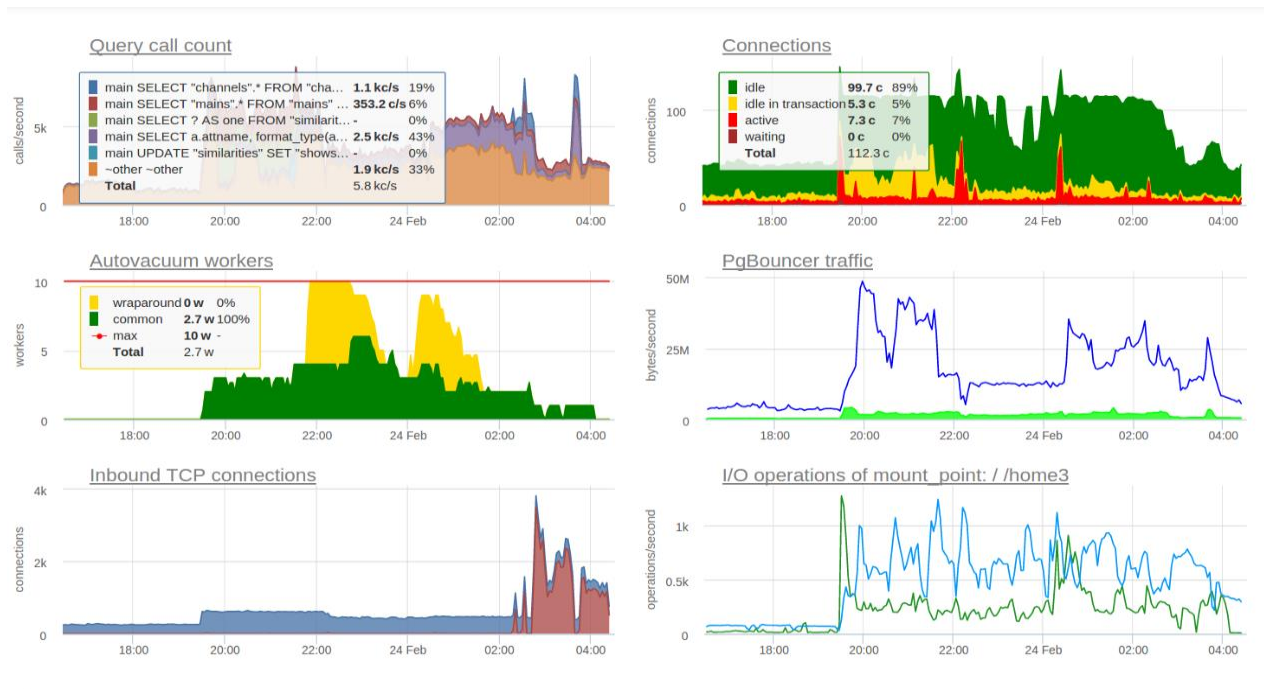 Query call count
calls/second
5k
0
main SELECT "channels".* FROM "cha... 1.1 kc/s 19%
main SELECT "mains".* FROM "mains" ... 353.2 c/s 6%
main SELECT ? AS one FROM "similarit... - 0%
main SELECT a.attname, format_type(a... 2.5 kc/s 43%
main UPDATE "similarities" SET "shows... - 0%
~other ~other 1.9 kc/s 33%
Total 5.8 kc/s
18:00 20:00 22:00 24 Feb 02:00 04:00
Connections
connections
100
0
idle 99.7 c 89%
idle in transaction 5.3 c 5%
active 7.3 c 7%
waiting 0 c 0%
Total 112.3 c
18:00 20:00 22:00 24 Feb 02:00 04:00
Autovacuum workers
workers
10
5
0
wraparound 0 w 0%
common 2.7 w 100%
max 10 w -
Total 2.7 w
18:00 20:00 22:00 24 Feb 02:00 04:00
PgBouncer traffic
bytes/second
50M
25M
0
18:00 20:00 22:00 24 Feb 02:00 04:00
Inbound TCP connections
connections
4k
2k
0
18:00 20:00 22:00 24 Feb 02:00 04:00
I/O operations of mount_point: / /home3
operations/second
1k
0.5k
0
18:00 20:00 22:00 24 Feb 02:00 04:00